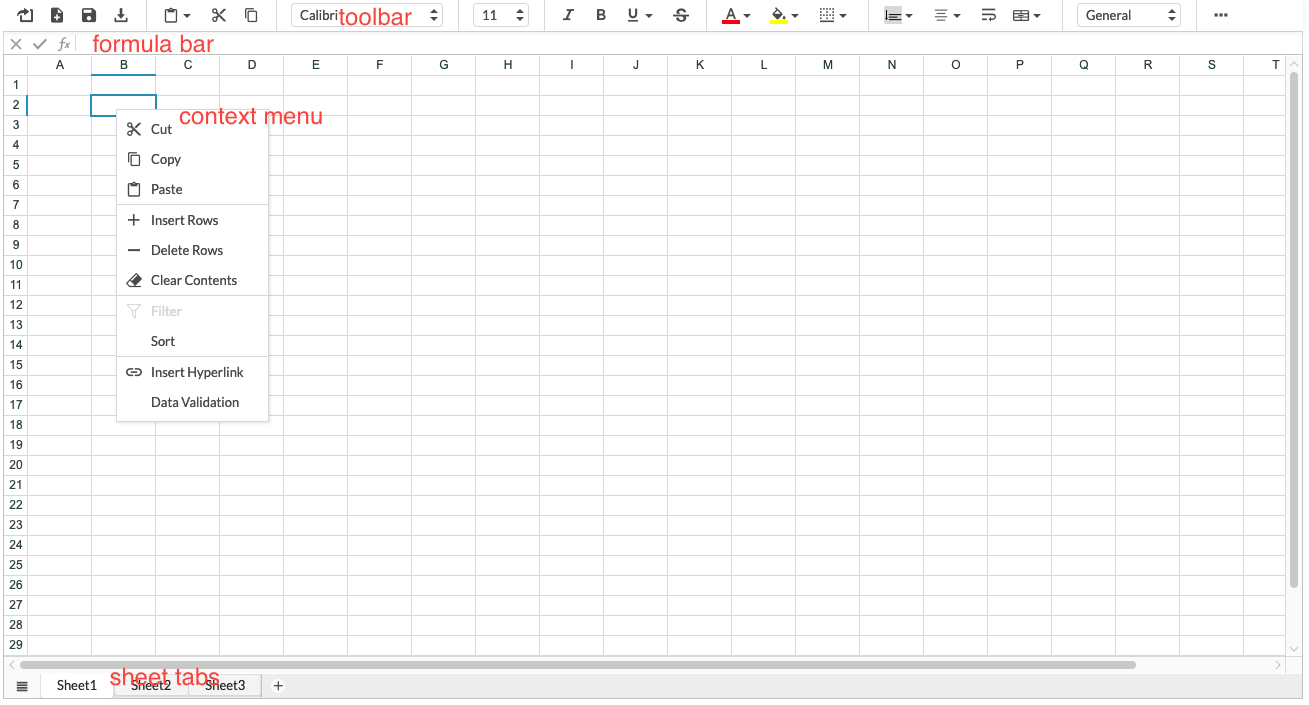 Calibri toolbar 11 B U S A General
fx formula bar
A B C D E F G H I J K L M N O P Q R S T
1
2
context menu
3 Cut
4
5 Copy
6 Paste
7
8 Insert Rows
9 Delete Rows
10
11 Clear Contents
12 Filter
13
14 Sort
15 Insert Hyperlink
16
17 Data Validation
18
19
20
21
22
23
24
25
26
27
28
29
sheet tabs
Sheet1 Sheet2 Sheet3 +